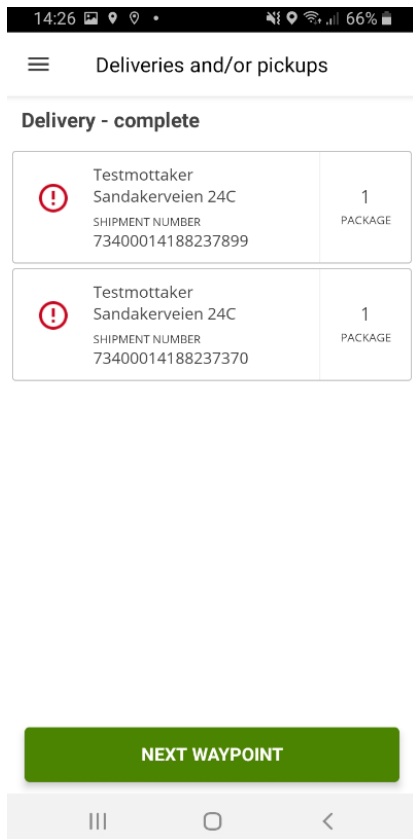 14:26 66%
Deliveries and/or pickups
Delivery - complete
Testmottaker
Sandakerveien 24C
SHIPMENT NUMBER
73400014188237899
1
PACKAGE
Testmottaker
Sandakerveien 24C
SHIPMENT NUMBER
73400014188237370
1
PACKAGE
NEXT WAYPOINT